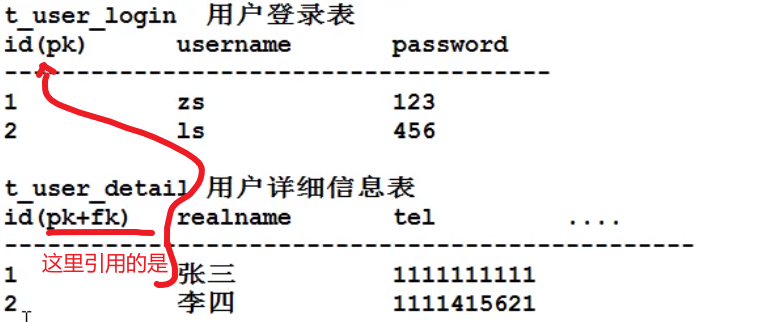 t_user_login 用户登录表
id(pk) username password
--------------------------------------
1 zs 123
2 ls 456
t_user_detail 用户详细信息表
id(pk+fk) realname tel ....
------------------------------------------------
这里引用的是
1 张三 1111111111
2 李四 1111415621